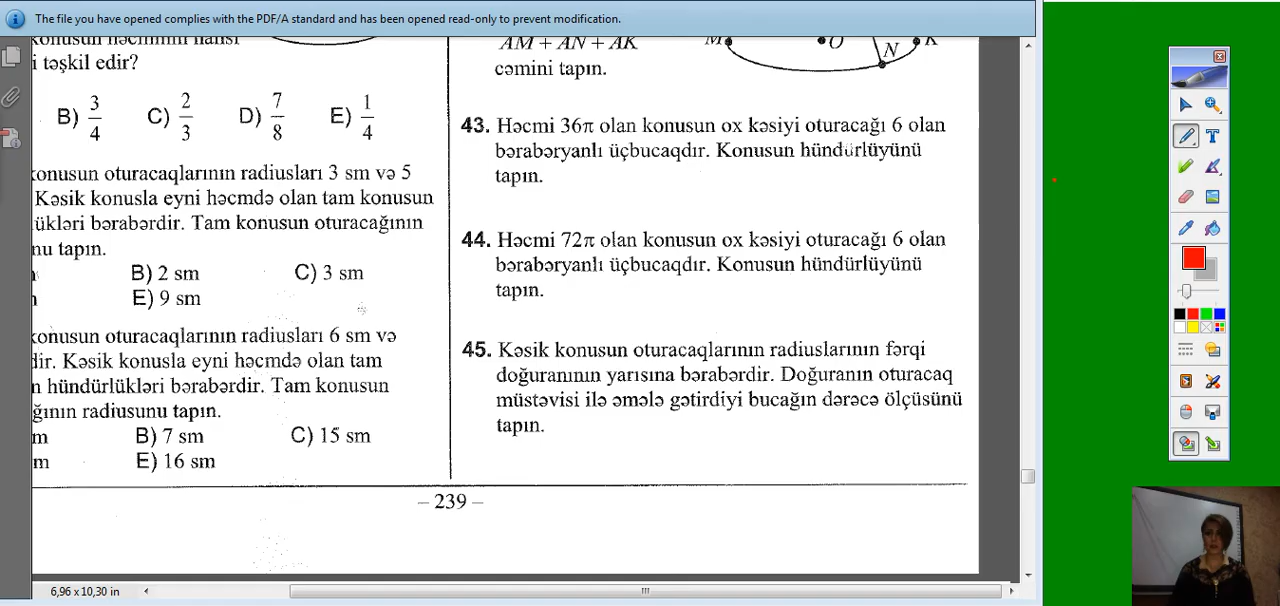 The file you have opened complies with the PDF/A standard and has been opened read-only to prevent modification.
konusun həcminin hansı
i təşkil edir?
B) 3/4 C) 2/3 D) 7/8 E) 1/4
konusun oturacaqlarının radiusları 3 sm və 5
Kəsik konusla eyni həcmdə olan tam konusun
ükləri bərabərdir. Tam konusun oturacağının
nu tapın.
B) 2 sm C) 3 sm
E) 9 sm
konusun oturacaqlarının radiusları 6 sm və
dir. Kəsik konusla eyni həcmdə olan tam
n hündürlükləri bərabərdir. Tam konusun
ğının radiusunu tapın.
m B) 7 sm C) 15 sm
m E) 16 sm
AM + AN + AK
cəmini tapın.
M O N K
43. Həcmi 36π olan konusun ox kəsiyi oturacağı 6 olan
bərabəryanlı üçbucaqdır. Konusun hündürlüyünü
tapın.
44. Həcmi 72π olan konusun ox kəsiyi oturacağı 6 olan
bərabəryanlı üçbucaqdır. Konusun hündürlüyünü
tapın.
45. Kəsik konusun oturacaqlarının radiuslarının fərqi
doğuranının yarısına bərabərdir. Doğuranın oturacaq
müstəvisi ilə əmələ gətirdiyi bucağın dərəcə ölçüsünü
tapın.
– 239 –
6,96 x 10,30 in